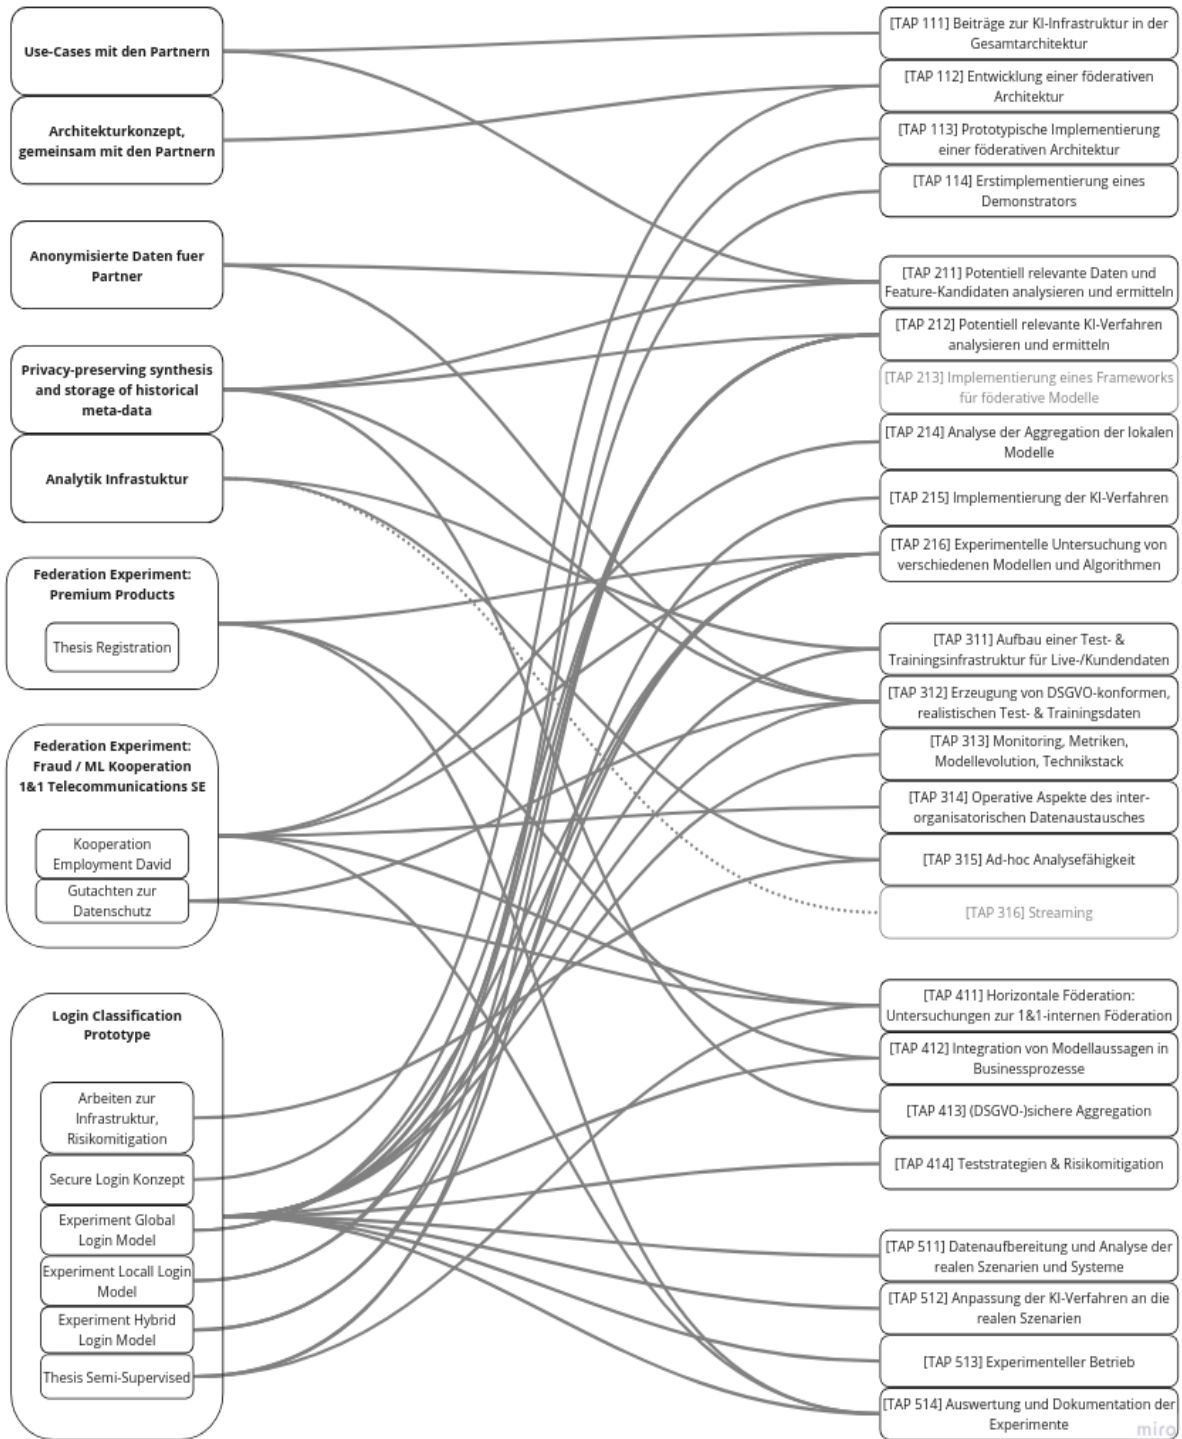 Use-Cases mit den Partnern
Architekturkonzept,
gemeinsam mit den Partnern
Anonymisierte Daten fuer
Partner
Privacy-preserving synthesis
and storage of historical
meta-data
Analytik Infrastuktur
Federation Experiment:
Premium Products
Thesis Registration
Federation Experiment:
Fraud / ML Kooperation
1&1 Telecommunications SE
Kooperation
Employment David
Gutachten zur
Datenschutz
Login Classification
Prototype
Arbeiten zur
Infrastruktur,
Risikomitigation
Secure Login Konzept
Experiment Global
Login Model
Experiment Locall Login
Model
Experiment Hybrid
Login Model
Thesis Semi-Supervised
[TAP 111] Beiträge zur KI-Infrastruktur in der
Gesamtarchitektur
[TAP 112] Entwicklung einer föderativen
Architektur
[TAP 113] Prototypische Implementierung
einer föderativen Architektur
[TAP 114] Erstimplementierung eines
Demonstrators
[TAP 211] Potentiell relevante Daten und
Feature-Kandidaten analysieren und ermitteln
[TAP 212] Potentiell relevante KI-Verfahren
analysieren und ermitteln
[TAP 213] Implementierung eines Frameworks
für föderative Modelle
[TAP 214] Analyse der Aggregation der lokalen
Modelle
[TAP 215] Implementierung der KI-Verfahren
[TAP 216] Experimentelle Untersuchung von
verschiedenen Modellen und Algorithmen
[TAP 311] Aufbau einer Test- &
Trainingsinfrastruktur für Live-/Kundendaten
[TAP 312] Erzeugung von DSGVO-konformen,
realistischen Test- & Trainingsdaten
[TAP 313] Monitoring, Metriken,
Modellevolution, Technikstack
[TAP 314] Operative Aspekte des inter-
organisatorischen Datenaustausches
[TAP 315] Ad-hoc Analysefähigkeit
[TAP 316] Streaming
[TAP 411] Horizontale Föderation:
Untersuchungen zur 1&1-internen Föderation
[TAP 412] Integration von Modellaussagen in
Businessprozesse
[TAP 413] (DSGVO-)sichere Aggregation
[TAP 414] Teststrategien & Risikomitigation
[TAP 511] Datenaufbereitung und Analyse der
realen Szenarien und Systeme
[TAP 512] Anpassung der KI-Verfahren an die
realen Szenarien
[TAP 513] Experimenteller Betrieb
[TAP 514] Auswertung und Dokumentation der
Experimente
miro